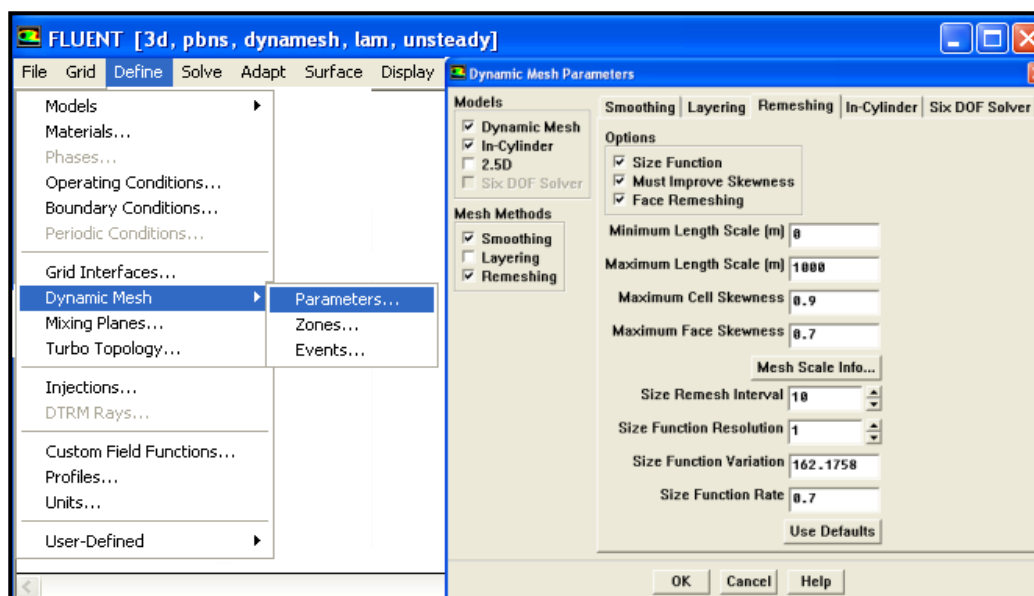 FLUENT [3d, pbns, dynamesh, lam, unsteady]
File Grid Define Solve Adapt Surface Display
Models
Materials...
Phases...
Operating Conditions...
Boundary Conditions...
Periodic Conditions...
Grid Interfaces...
Dynamic Mesh
Mixing Planes...
Turbo Topology...
Injections...
DTRM Rays...
Custom Field Functions...
Profiles...
Units...
User-Defined
Parameters...
Zones...
Events...
Dynamic Mesh Parameters
Models
Dynamic Mesh
In-Cylinder
2.5D
Six DOF Solver
Mesh Methods
Smoothing
Layering
Remeshing
Smoothing Layering Remeshing In-Cylinder Six DOF Solver
Options
Size Function
Must Improve Skewness
Face Remeshing
Minimum Length Scale (m) 0
Maximum Length Scale (m) 1000
Maximum Cell Skewness 0.9
Maximum Face Skewness 0.7
Mesh Scale Info...
Size Remesh Interval 10
Size Function Resolution 1
Size Function Variation 162.1758
Size Function Rate 0.7
Use Defaults
OK Cancel Help